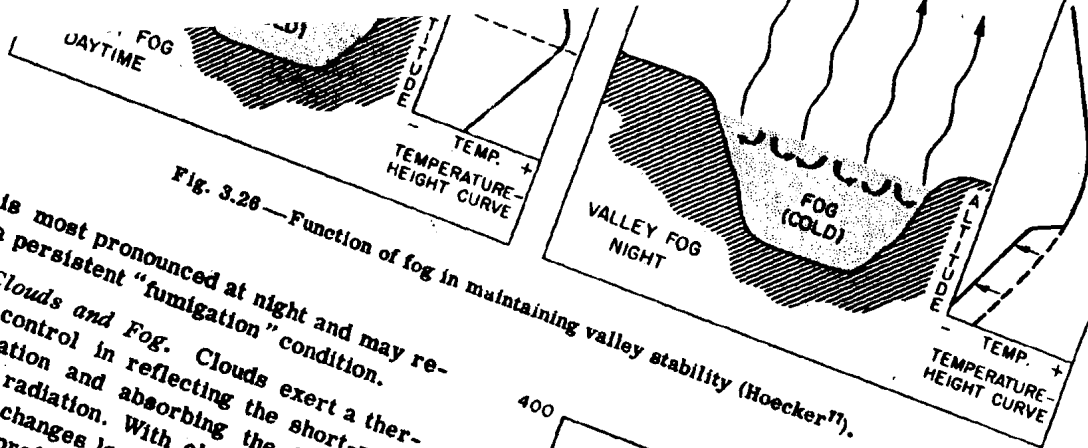 FOG
DAYTIME
ALTITUDE
-
TEMP. +
TEMPERATURE-
HEIGHT CURVE
VALLEY FOG
NIGHT
FOG
(COLD)
ALTITUDE
-
TEMP. +
TEMPERATURE-
HEIGHT CURVE
Fig. 3.26—Function of fog in maintaining valley stability (Hoecker¹⁷).
is most pronounced at night and may re-
persistent "fumigation" condition.
Clouds and Fog. Clouds exert a ther-
control in reflecting the
and absorbing the
radiation. With
changes
400